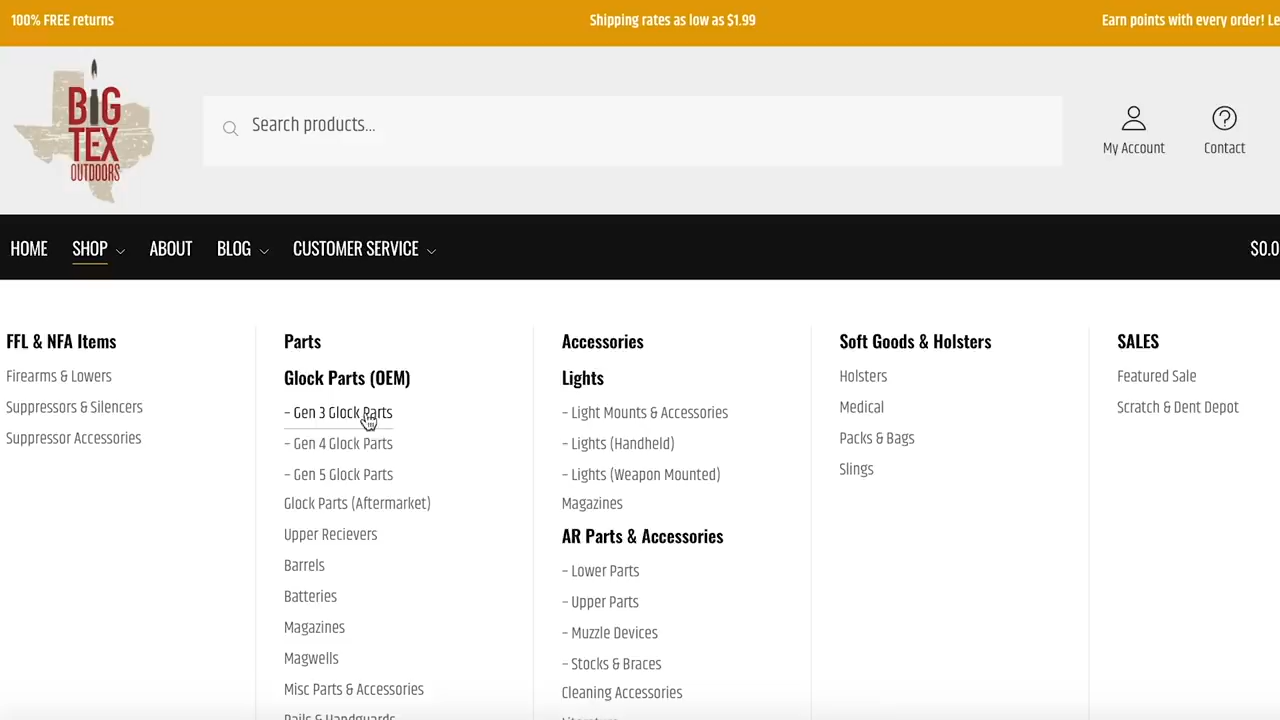 100% FREE returns
Shipping rates as low as $1.99
Earn points with every order! Le
BIG
TEX
OUTDOORS
Search products...
My Account
Contact
HOME
SHOP
ABOUT
BLOG
CUSTOMER SERVICE
$0.0
FFL & NFA Items
Firearms & Lowers
Suppressors & Silencers
Suppressor Accessories
Parts
Glock Parts (OEM)
– Gen 3 Glock Parts
– Gen 4 Glock Parts
– Gen 5 Glock Parts
Glock Parts (Aftermarket)
Upper Recievers
Barrels
Batteries
Magazines
Magwells
Misc Parts & Accessories
Rails & Handguards
Accessories
Lights
– Light Mounts & Accessories
– Lights (Handheld)
– Lights (Weapon Mounted)
Magazines
AR Parts & Accessories
– Lower Parts
– Upper Parts
– Muzzle Devices
– Stocks & Braces
Cleaning Accessories
Soft Goods & Holsters
Holsters
Medical
Packs & Bags
Slings
SALES
Featured Sale
Scratch & Dent Depot